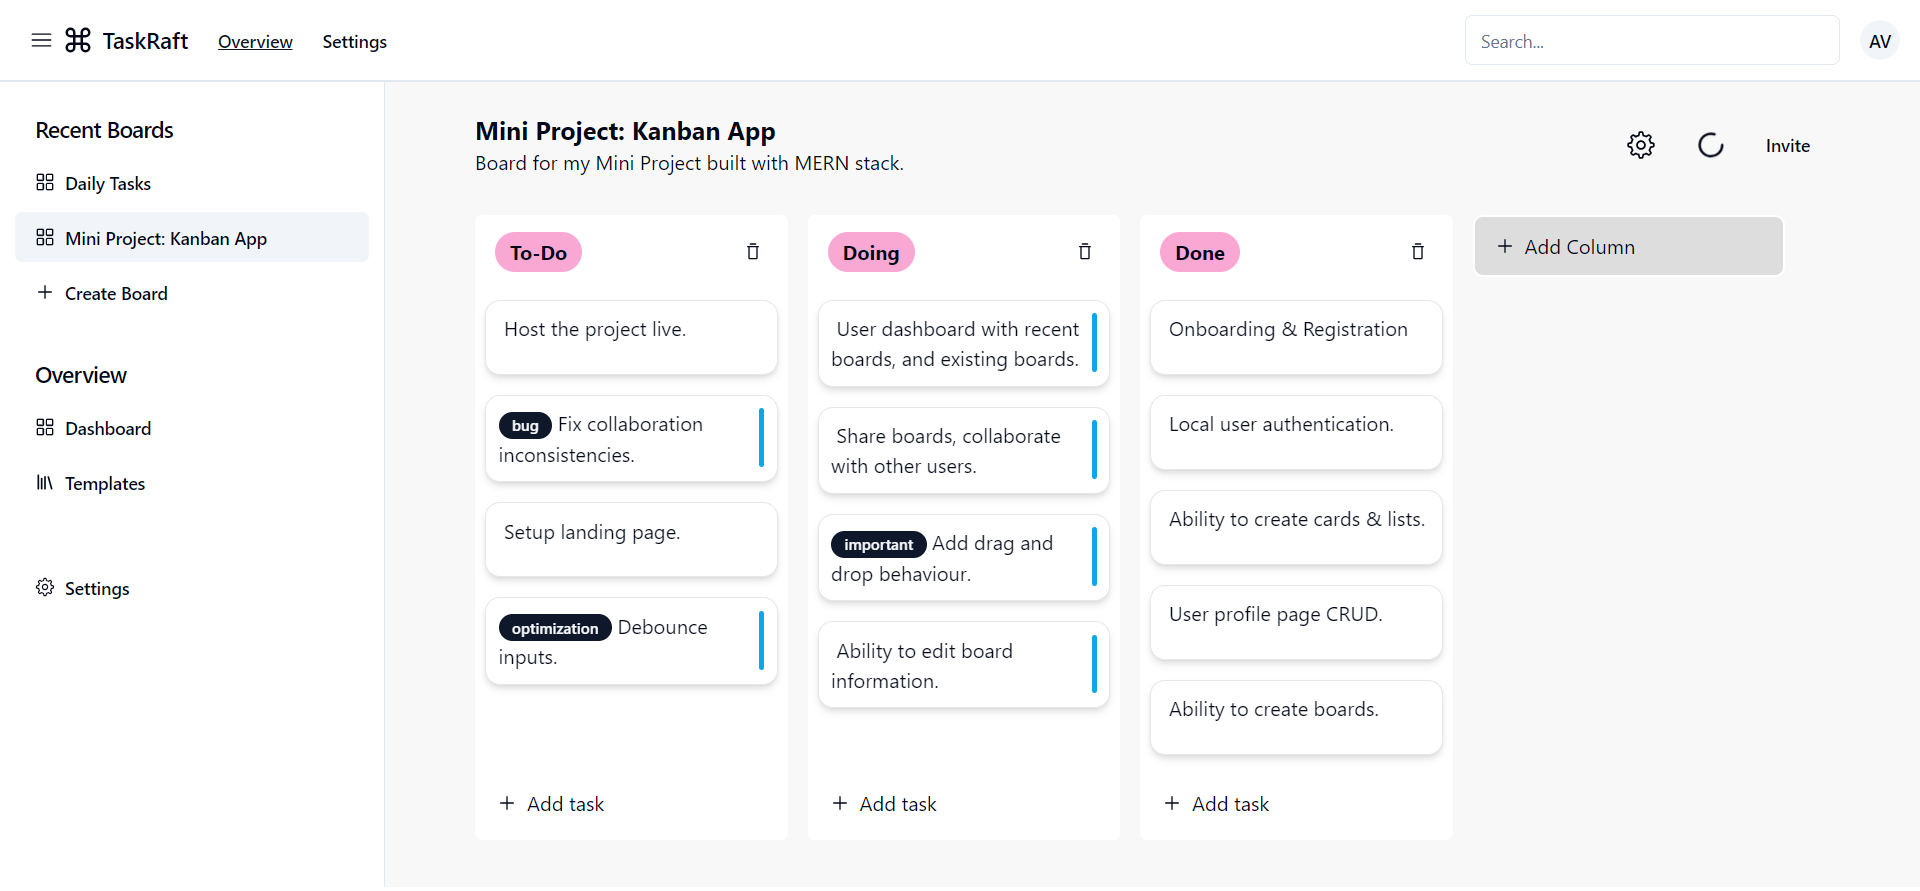 TaskRaft
Overview
Settings
Search...
AV
Recent Boards
Daily Tasks
Mini Project: Kanban App
Create Board
Overview
Dashboard
Templates
Settings
Mini Project: Kanban App
Board for my Mini Project built with MERN stack.
Invite
To-Do
Host the project live.
bug Fix collaboration
inconsistencies.
Setup landing page.
optimization Debounce
inputs.
+ Add task
Doing
User dashboard with recent
boards, and existing boards.
Share boards, collaborate
with other users.
important Add drag and
drop behaviour.
Ability to edit board
information.
+ Add task
Done
Onboarding & Registration
Local user authentication.
Ability to create cards & lists.
User profile page CRUD.
Ability to create boards.
+ Add task
+ Add Column